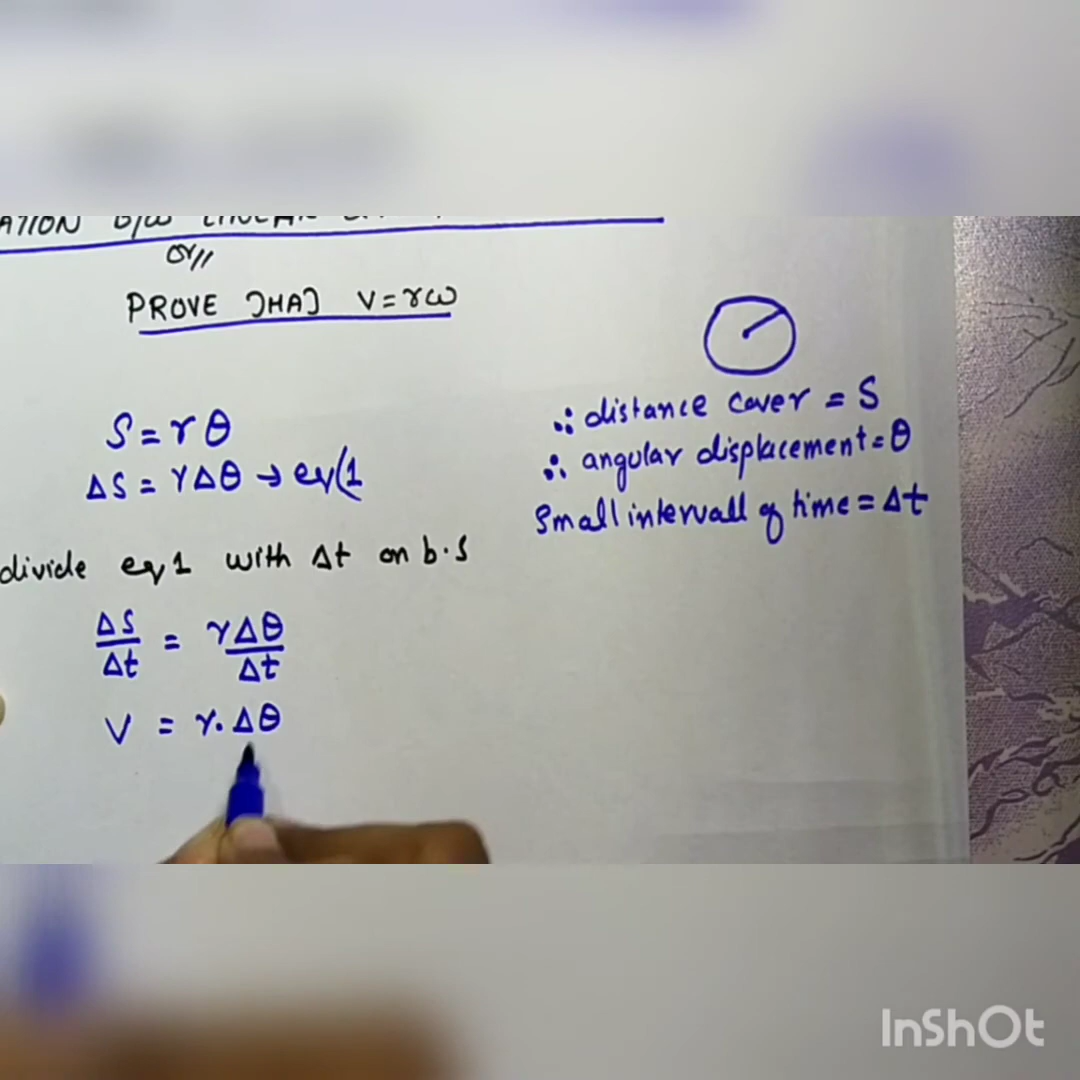 PROVE THAT V=rω
or//
S = r θ
ΔS = rΔθ → eq(1
divide eq 1 with Δt on b.s
ΔS/Δt = rΔθ/Δt
V = r.Δθ
∴ distance cover = S
∴ angular displacement = θ
Small intervall of time = Δt
InShOt